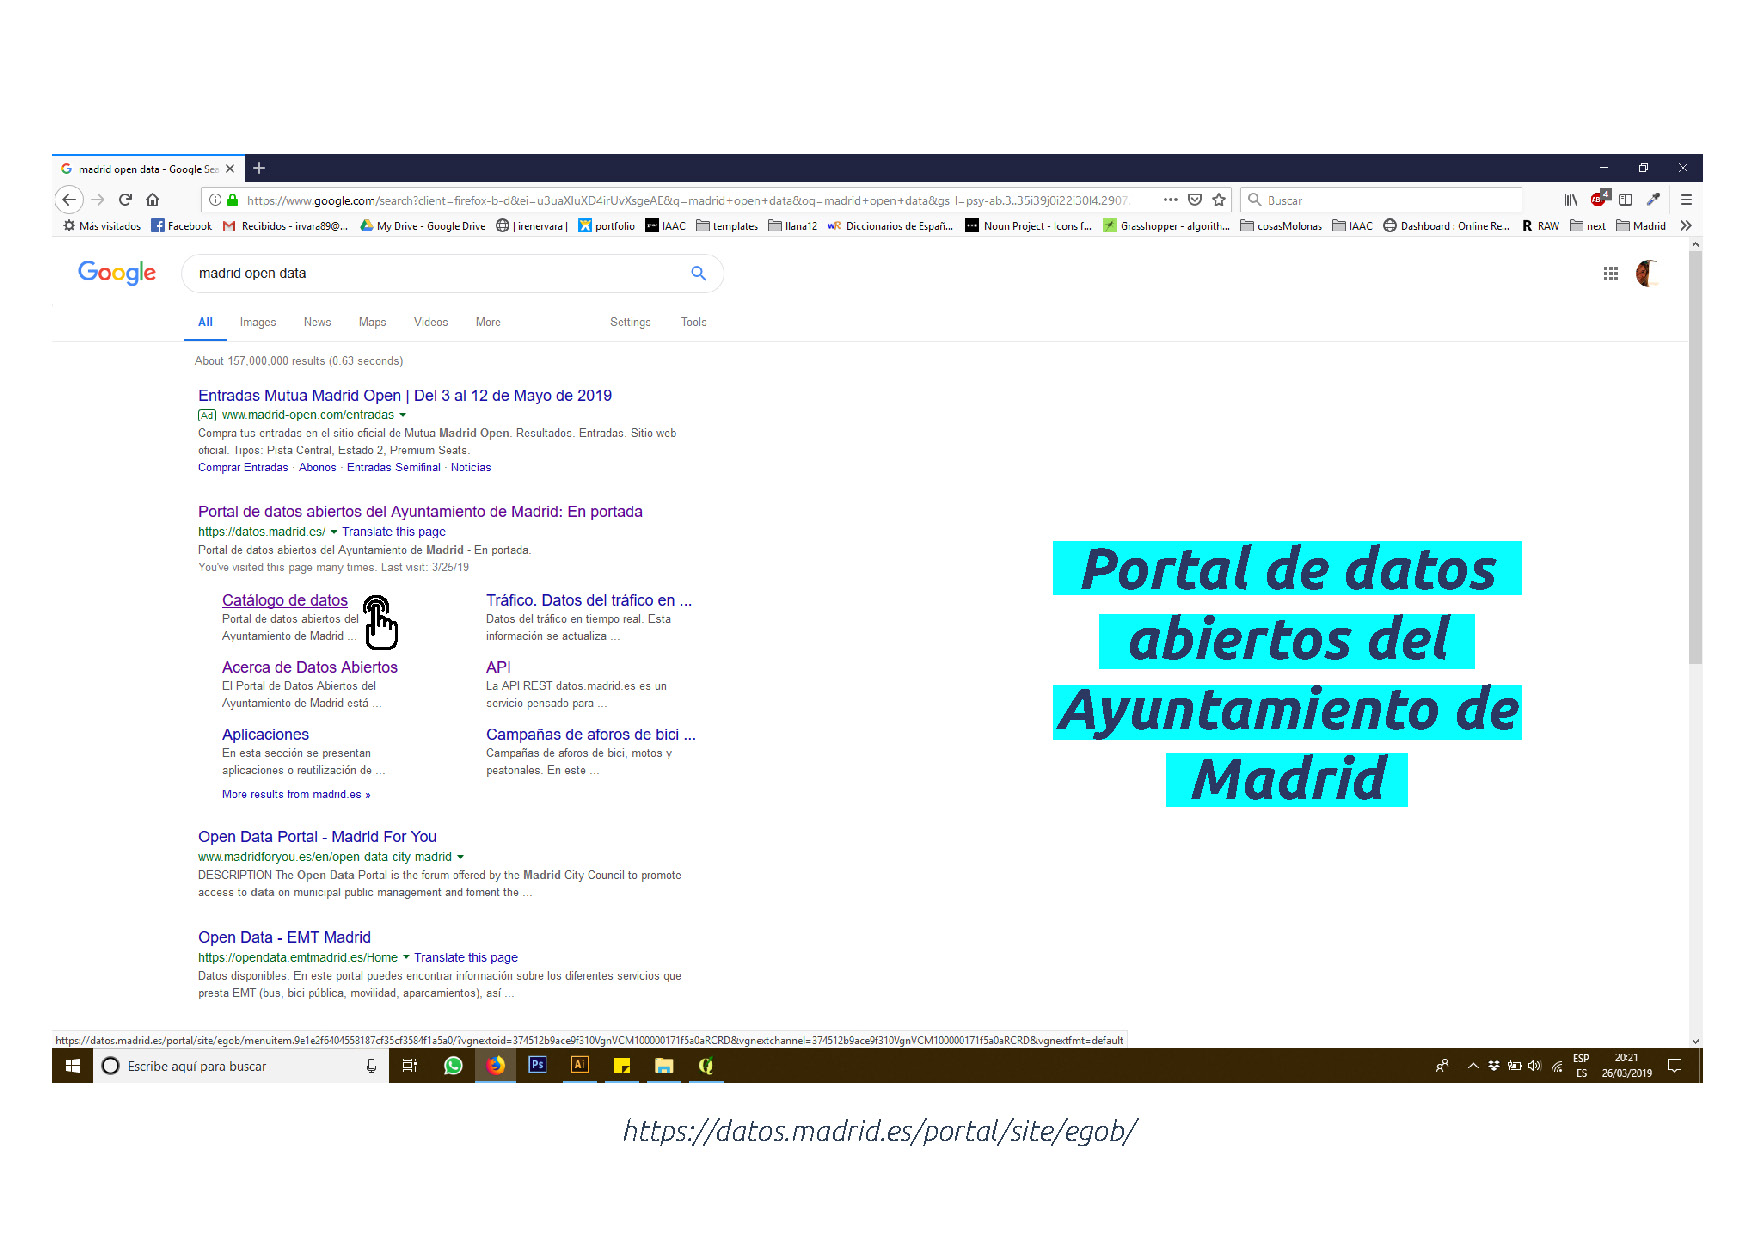 madrid open data - Google Sea
https://www.google.com/search?client=firefox-b-d&ei=u3uaXIuXD4irUvXsgeAE&q=madrid+open+data&oq=madrid+open+data&gs_l=psy-ab.3..35i39j0i22i30l4.2907.
Buscar
4
Más visitados Facebook Recibidos - irvara89@... My Drive - Google Drive | irenervara | portfolio IAAC templates llana12 Diccionarios de Españ... Noun Project - Icons f... Grasshopper - algorith... cosasMolonas IAAC Dashboard : Online Re... R RAW next Madrid
Google
madrid open data
All Images News Maps Videos More Settings Tools
About 157,000,000 results (0.63 seconds)
Entradas Mutua Madrid Open | Del 3 al 12 de Mayo de 2019
Ad www.madrid-open.com/entradas
Compra tus entradas en el sitio oficial de Mutua Madrid Open. Resultados. Entradas. Sitio web
oficial. Tipos: Pista Central, Estado 2, Premium Seats.
Comprar Entradas · Abonos · Entradas Semifinal · Noticias
Portal de datos abiertos del Ayuntamiento de Madrid: En portada
https://datos.madrid.es/ Translate this page
Portal de datos abiertos del Ayuntamiento de Madrid - En portada.
You've visited this page many times. Last visit: 3/25/19
Catálogo de datos
Portal de datos abiertos del
Ayuntamiento de Madrid ...
Tráfico. Datos del tráfico en ...
Datos del tráfico en tiempo real. Esta
información se actualiza ...
Acerca de Datos Abiertos
El Portal de Datos Abiertos del
Ayuntamiento de Madrid está ...
API
La API REST datos.madrid.es es un
servicio pensado para ...
Aplicaciones
En esta sección se presentan
aplicaciones o reutilización de ...
Campañas de aforos de bici ...
Campañas de aforos de bici, motos y
peatonales. En este ...
More results from madrid.es »
Open Data Portal - Madrid For You
www.madridforyou.es/en/open-data-city-madrid
DESCRIPTION The Open Data Portal is the forum offered by the Madrid City Council to promote
access to data on municipal public management and foment the ...
Open Data - EMT Madrid
https://opendata.emtmadrid.es/Home Translate this page
Datos disponibles. En este portal puedes encontrar información sobre los diferentes servicios que
presta EMT (bus, bici pública, movilidad, aparcamientos), así ...
Portal de datos
abiertos del
Ayuntamiento de
Madrid
https://datos.madrid.es/portal/site/egob/menuitem.9e1e2f6404558187cf35cf3584f1a5a0/?vgnextoid=374512b9ace9f310VgnVCM100000171f5a0aRCRD&vgnextchannel=374512b9ace9f310VgnVCM100000171f5a0aRCRD&vgnextfmt=default
Escribe aquí para buscar
Ps
Ai
ESP
ES
20:21
26/03/2019
https://datos.madrid.es/portal/site/egob/